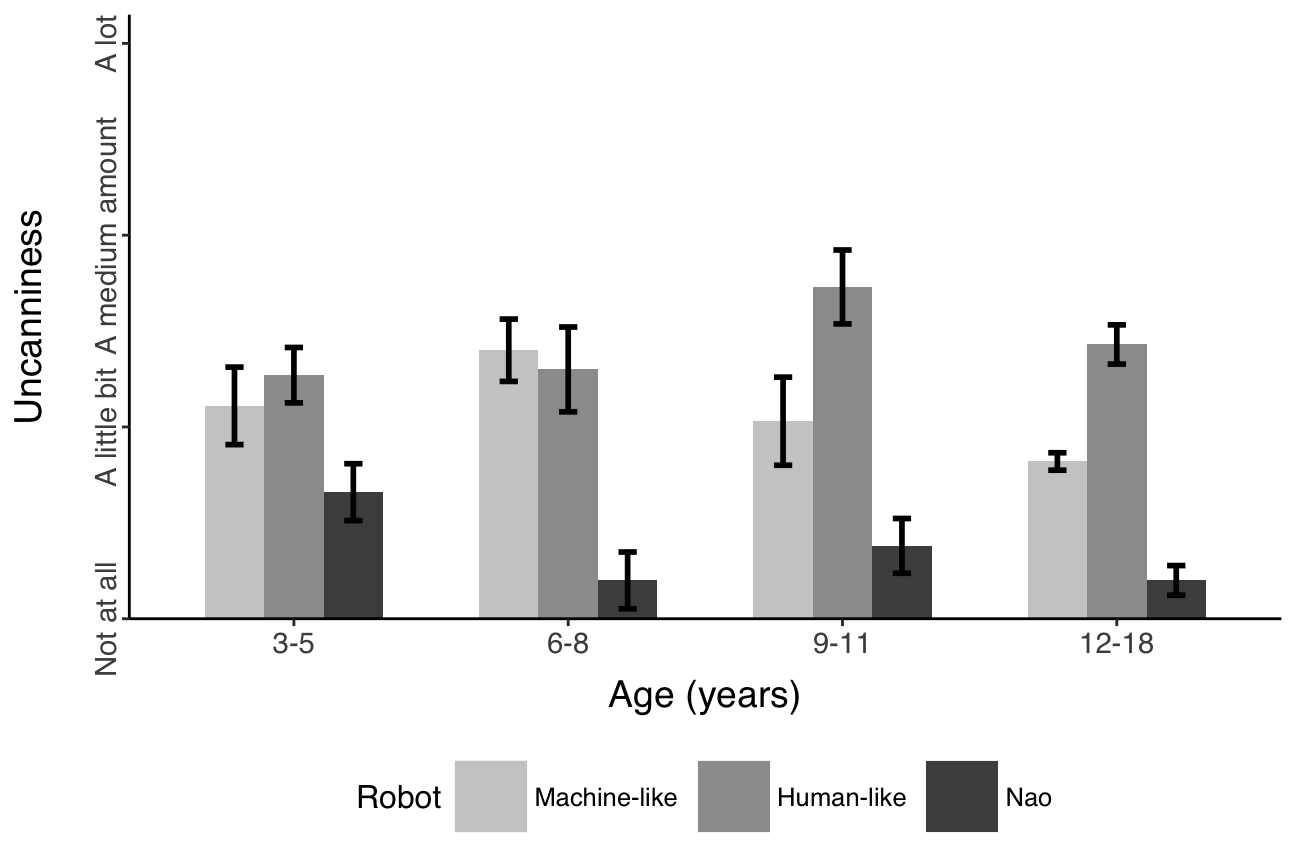 Uncanniness
A lot
A medium amount
A little bit
Not at all
3-5 6-8 9-11 12-18
Age (years)
Robot Machine-like Human-like Nao